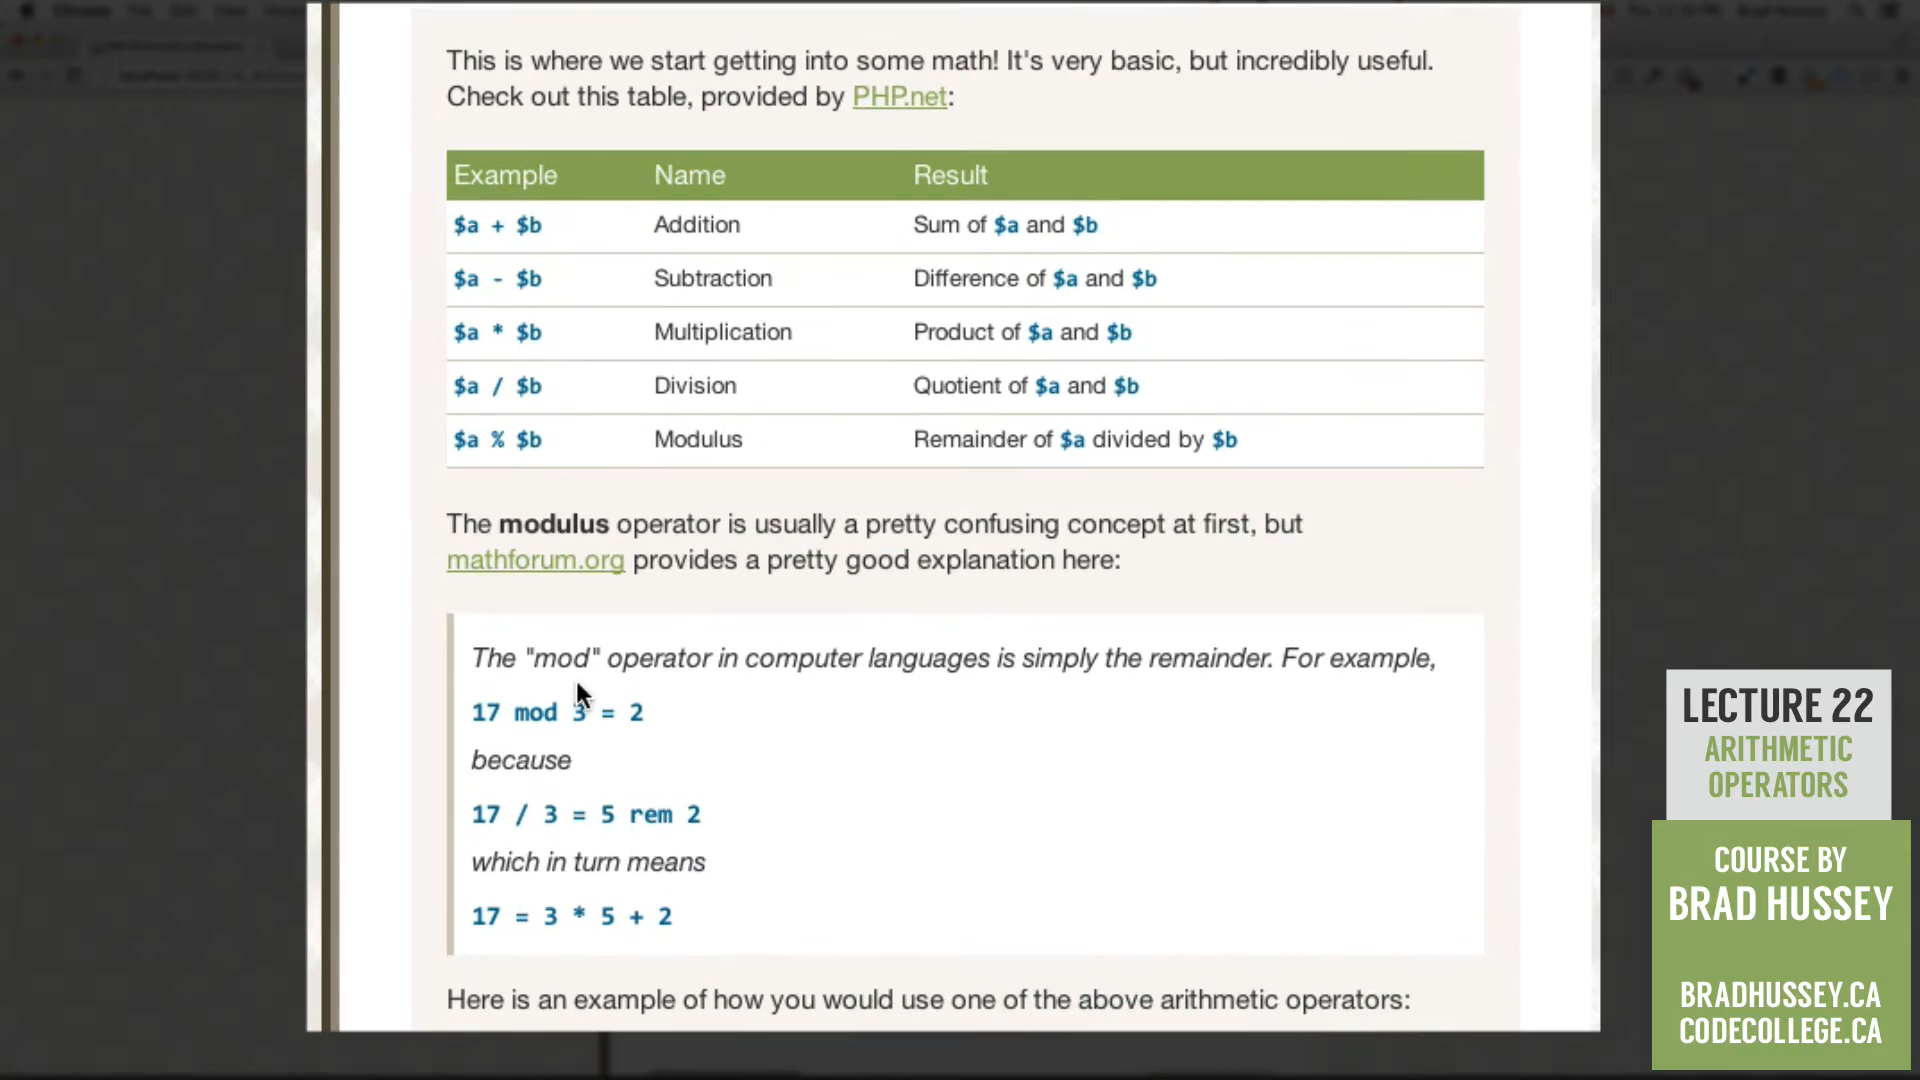 This is where we start getting into some math! It's very basic, but incredibly useful.
Check out this table, provided by PHP.net:
Example Name Result
$a + $b Addition Sum of $a and $b
$a - $b Subtraction Difference of $a and $b
$a * $b Multiplication Product of $a and $b
$a / $b Division Quotient of $a and $b
$a % $b Modulus Remainder of $a divided by $b
The modulus operator is usually a pretty confusing concept at first, but
mathforum.org provides a pretty good explanation here:
The "mod" operator in computer languages is simply the remainder. For example,
17 mod 3 = 2
because
17 / 3 = 5 rem 2
which in turn means
17 = 3 * 5 + 2
Here is an example of how you would use one of the above arithmetic operators:
LECTURE 22
ARITHMETIC
OPERATORS
COURSE BY
BRAD HUSSEY
BRADHUSSEY.CA
CODECOLLEGE.CA